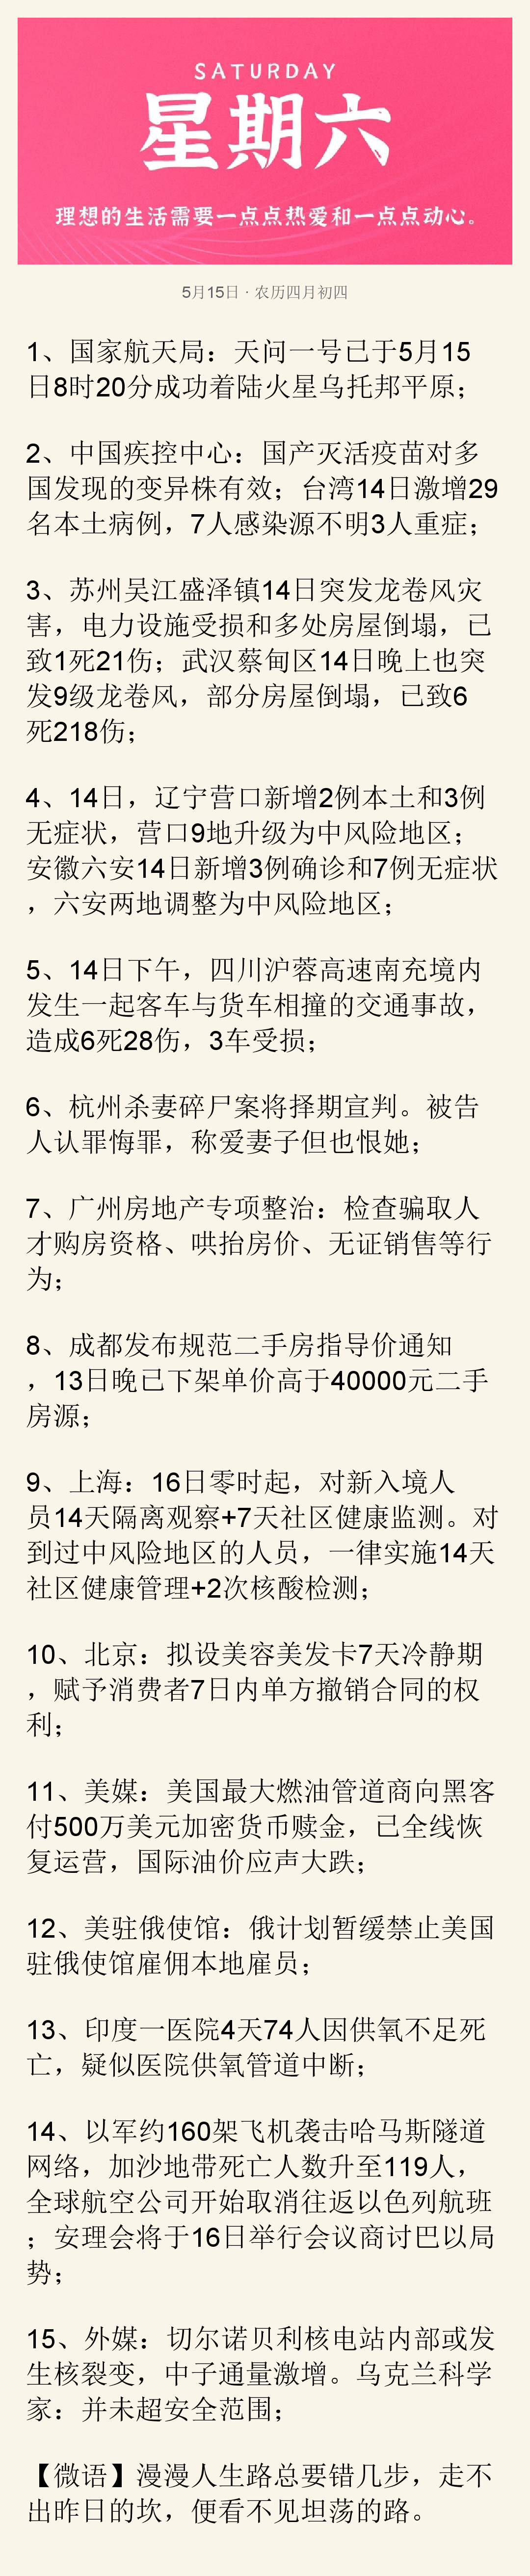 SATURDAY
星期六
理想的生活需要一点点热爱和一点点动心。
5月15日 · 农历四月初四
1、国家航天局：天问一号已于5月15
日8时20分成功着陆火星乌托邦平原；
2、中国疾控中心：国产灭活疫苗对多
国发现的变异株有效；台湾14日激增29
名本土病例，7人感染源不明3人重症；
3、苏州吴江盛泽镇14日突发龙卷风灾
害，电力设施受损和多处房屋倒塌，已
致1死21伤；武汉蔡甸区14日晚上也突
发9级龙卷风，部分房屋倒塌，已致6
死218伤；
4、14日，辽宁营口新增2例本土和3例
无症状，营口9地升级为中风险地区；
安徽六安14日新增3例确诊和7例无症状
，六安两地调整为中风险地区；
5、14日下午，四川沪蓉高速南充境内
发生一起客车与货车相撞的交通事故，
造成6死28伤，3车受损；
6、杭州杀妻碎尸案将择期宣判。被告
人认罪悔罪，称爱妻子但也恨她；
7、广州房地产专项整治：检查骗取人
才购房资格、哄抬房价、无证销售等行
为；
8、成都发布规范二手房指导价通知
，13日晚已下架单价高于40000元二手
房源；
9、上海：16日零时起，对新入境人
员14天隔离观察+7天社区健康监测。对
到过中风险地区的人员，一律实施14天
社区健康管理+2次核酸检测；
10、北京：拟设美容美发卡7天冷静期
，赋予消费者7日内单方撤销合同的权
利；
11、美媒：美国最大燃油管道商向黑客
付500万美元加密货币赎金，已全线恢
复运营，国际油价应声大跌；
12、美驻俄使馆：俄计划暂缓禁止美国
驻俄使馆雇佣本地雇员；
13、印度一医院4天74人因供氧不足死
亡，疑似医院供氧管道中断；
14、以军约160架飞机袭击哈马斯隧道
网络，加沙地带死亡人数升至119人，
全球航空公司开始取消往返以色列航班
；安理会将于16日举行会议商讨巴以局
势；
15、外媒：切尔诺贝利核电站内部或发
生核裂变，中子通量激增。乌克兰科学
家：并未超安全范围；
【微语】漫漫人生路总要错几步，走不
出昨日的坎，便看不见坦荡的路。